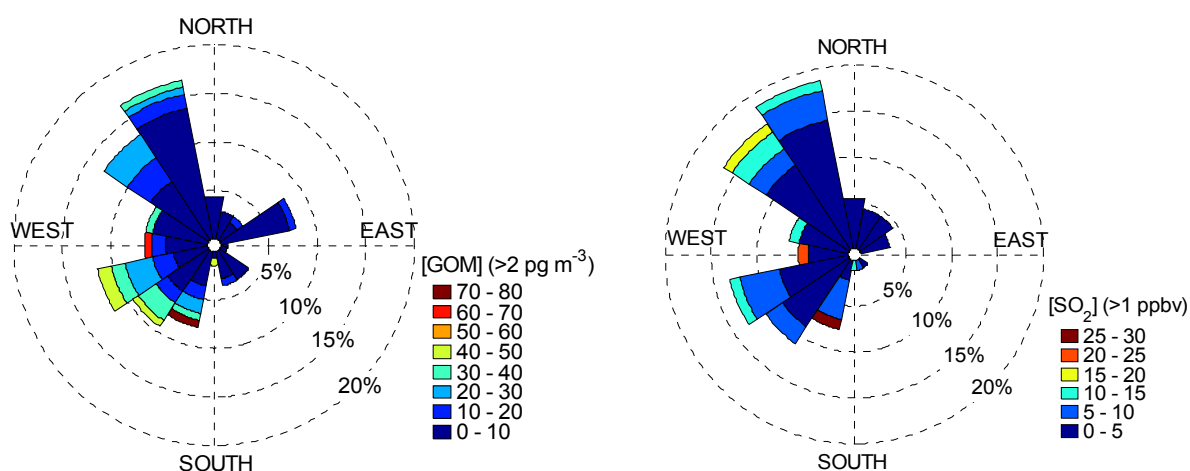 NORTH
WEST
EAST
SOUTH
5%
10%
15%
20%
[GOM] (>2 pg m-3)
70 - 80
60 - 70
50 - 60
40 - 50
30 - 40
20 - 30
10 - 20
0 - 10
NORTH
WEST
EAST
SOUTH
5%
10%
15%
20%
[SO2] (>1 ppbv)
25 - 30
20 - 25
15 - 20
10 - 15
5 - 10
0 - 5